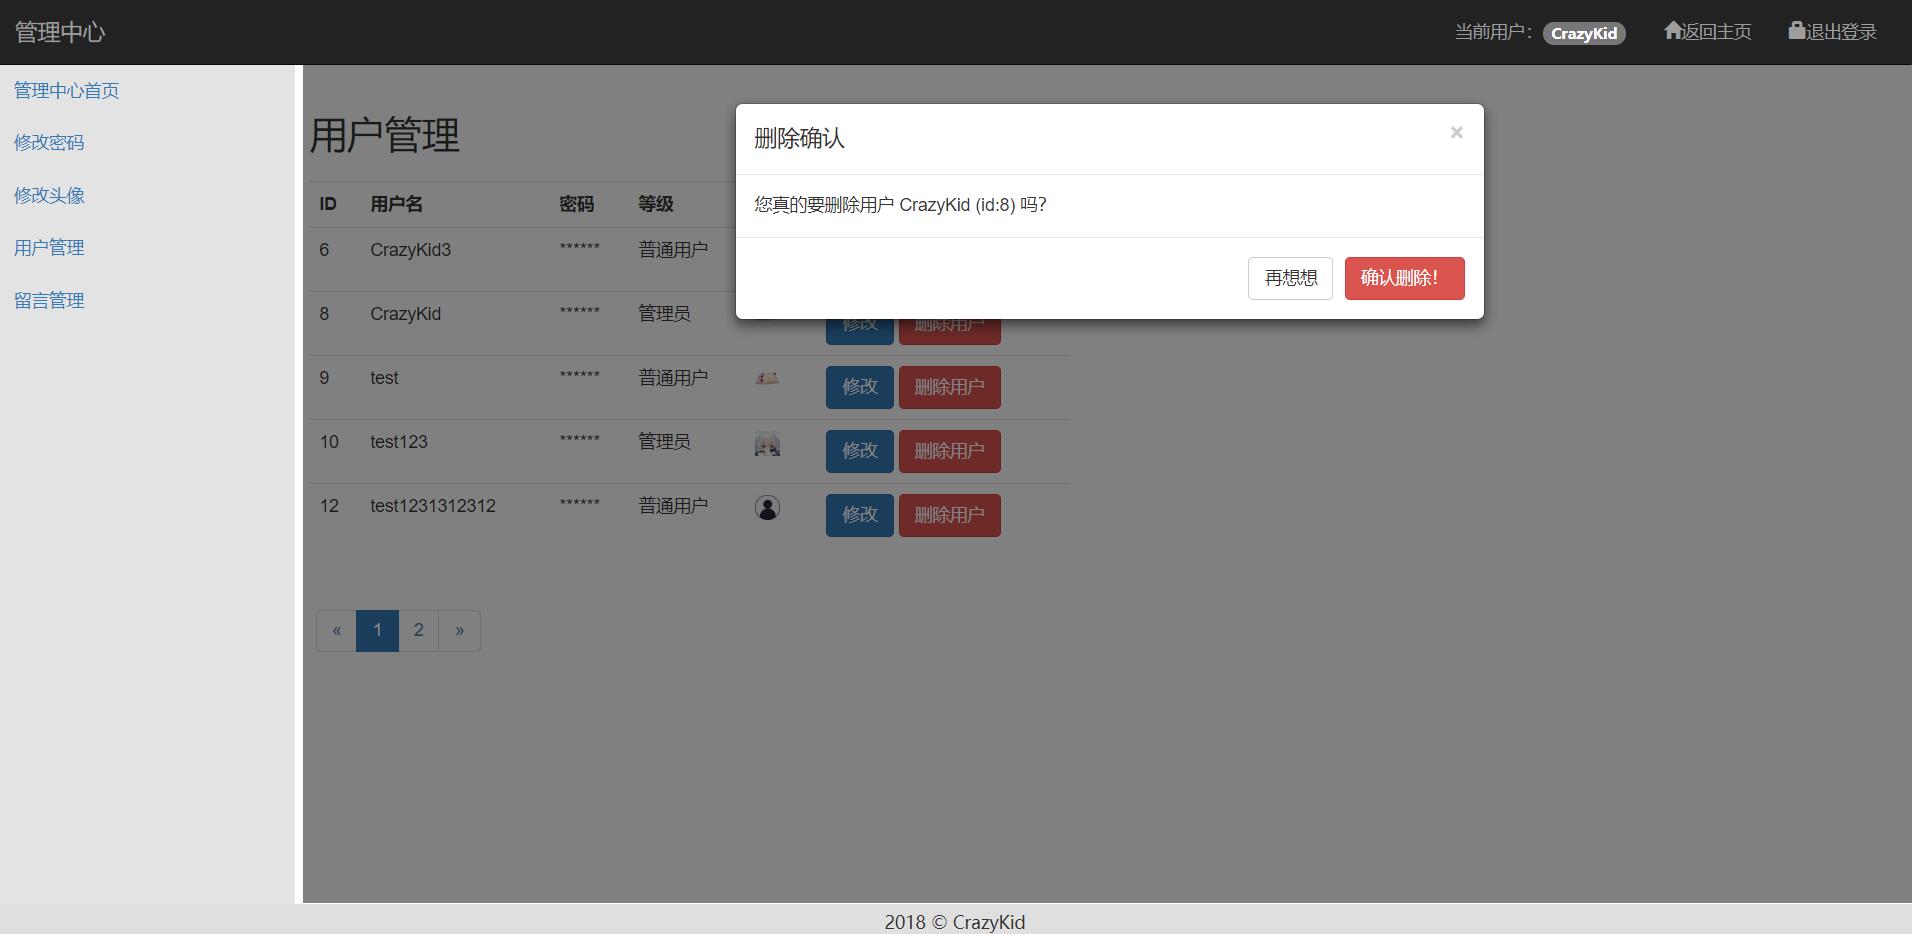 管理中心 当前用户： CrazyKid 返回主页 退出登录
管理中心首页
修改密码
修改头像
用户管理
留言管理
用户管理
ID 用户名 密码 等级
6 CrazyKid3 ****** 普通用户
8 CrazyKid ****** 管理员 修改 删除用户
9 test ****** 普通用户 修改 删除用户
10 test123 ****** 管理员 修改 删除用户
12 test1231312312 ****** 普通用户 修改 删除用户
« 1 2 »
删除确认 ×
您真的要删除用户 CrazyKid (id:8) 吗?
再想想 确认删除！
2018 © CrazyKid